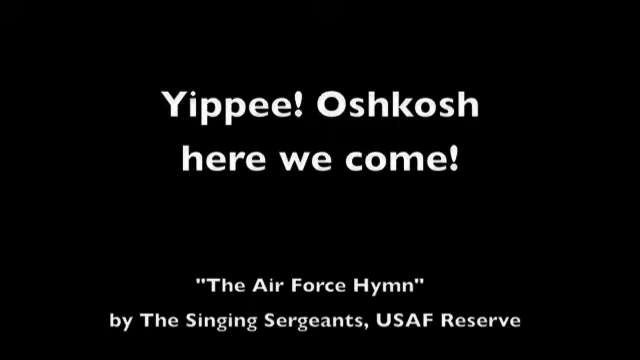 Yippee! Oshkosh
here we come!
"The Air Force Hymn"
by The Singing Sergeants, USAF Reserve